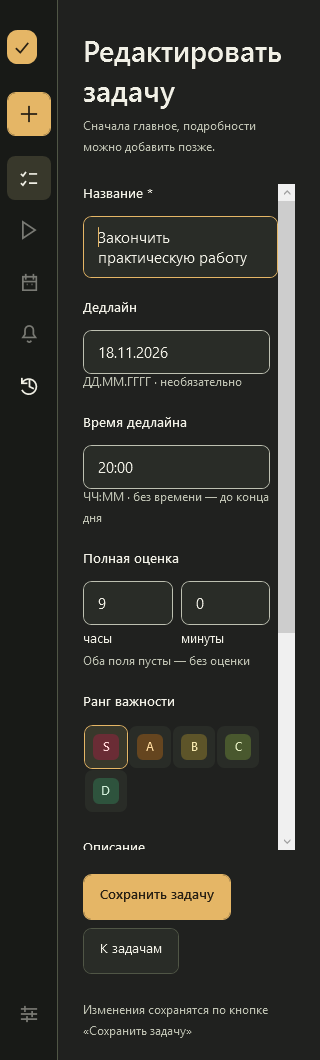 Редактировать
задачу
Сначала главное, подробности
можно добавить позже.
Название *
Закончить
практическую работу
Дедлайн
18.11.2026
ДД.ММ.ГГГГ · необязательно
Время дедлайна
20:00
ЧЧ:ММ · без времени — до конца
дня
Полная оценка
9 0
часы минуты
Оба поля пусты — без оценки
Ранг важности
S A B C
D
Описание
Сохранить задачу
К задачам
Изменения сохранятся по кнопке
«Сохранить задачу»